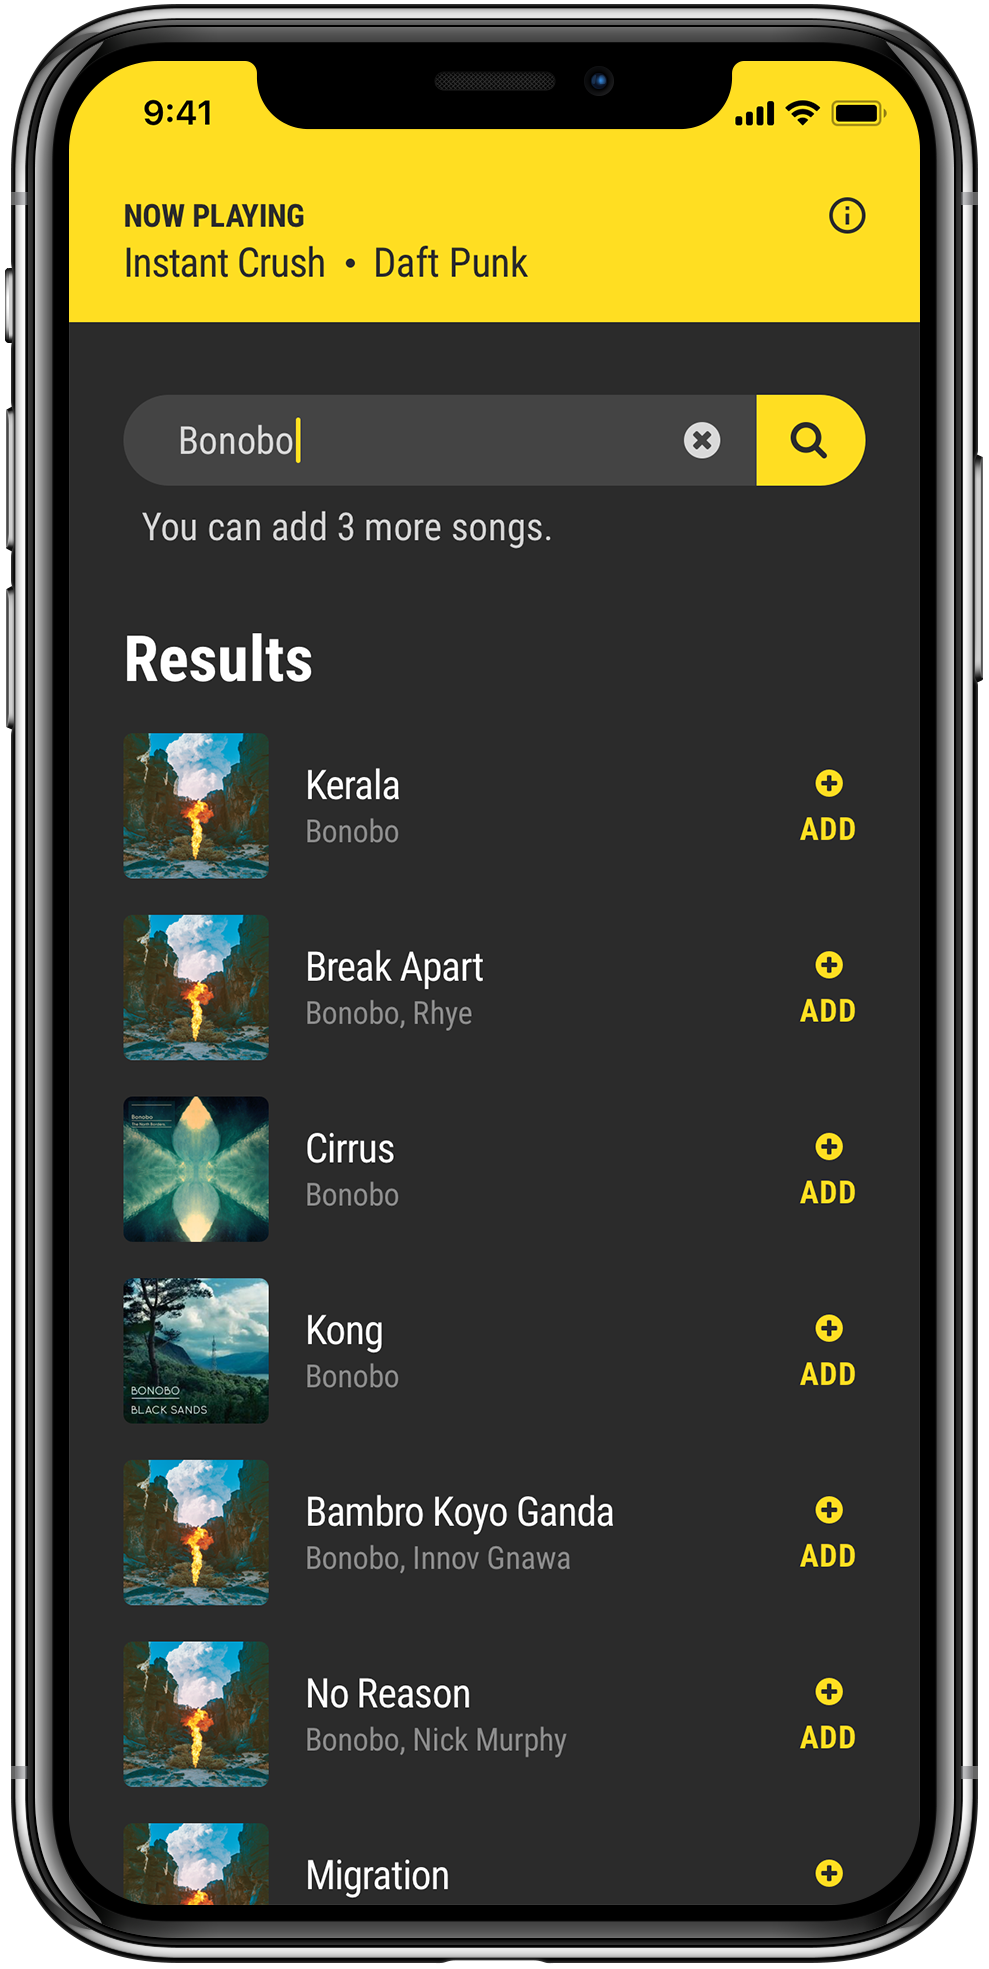 9:41
NOW PLAYING
Instant Crush • Daft Punk
Bonobo
You can add 3 more songs.
Results
Kerala
Bonobo
ADD
Break Apart
Bonobo, Rhye
ADD
Bonobo
The North Borders
Cirrus
Bonobo
ADD
BONOBO
BLACK SANDS
Kong
Bonobo
ADD
Bambro Koyo Ganda
Bonobo, Innov Gnawa
ADD
No Reason
Bonobo, Nick Murphy
ADD
Migration